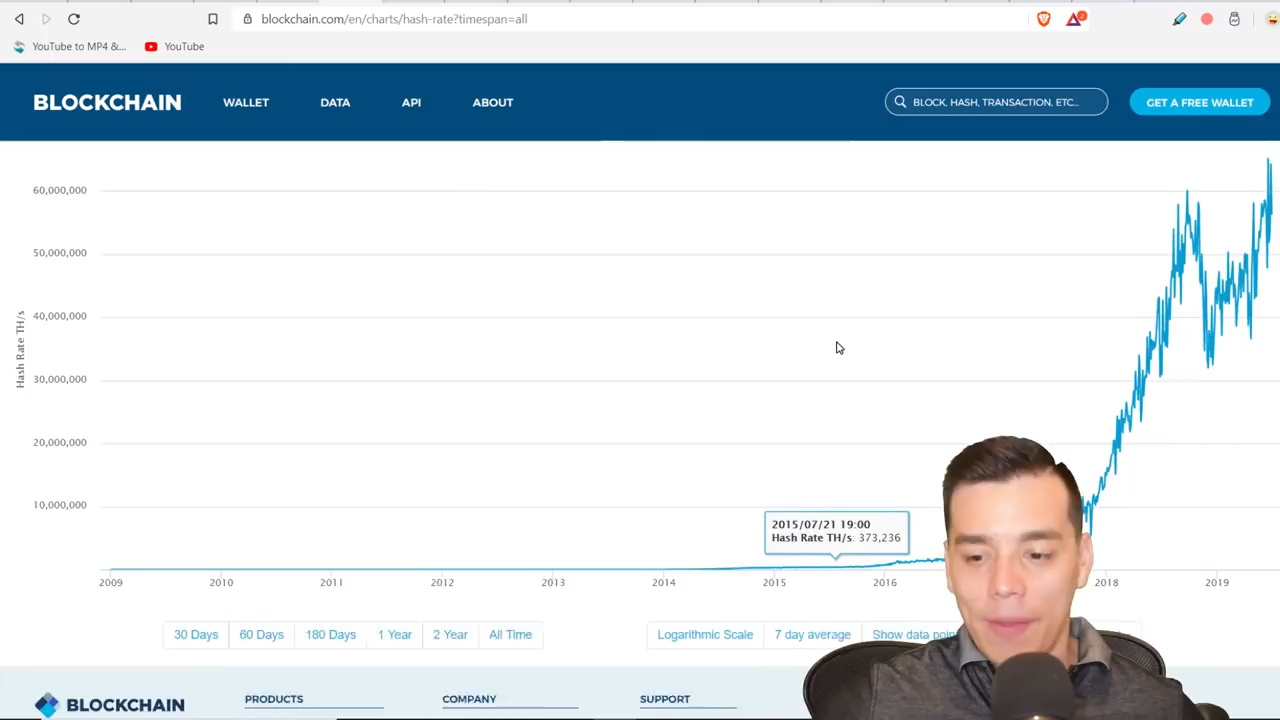 blockchain.com/en/charts/hash-rate?timespan=all
2
YouTube to MP4 &...
YouTube
BLOCKCHAIN
WALLET
DATA
API
ABOUT
BLOCK, HASH, TRANSACTION, ETC...
GET A FREE WALLET
60,000,000
50,000,000
40,000,000
30,000,000
20,000,000
10,000,000
Hash Rate TH/s
2015/07/21 19:00
Hash Rate TH/s: 373,236
2009
2010
2011
2012
2013
2014
2015
2016
2018
2019
30 Days
60 Days
180 Days
1 Year
2 Year
All Time
Logarithmic Scale
7 day average
Show data
BLOCKCHAIN
PRODUCTS
COMPANY
SUPPORT